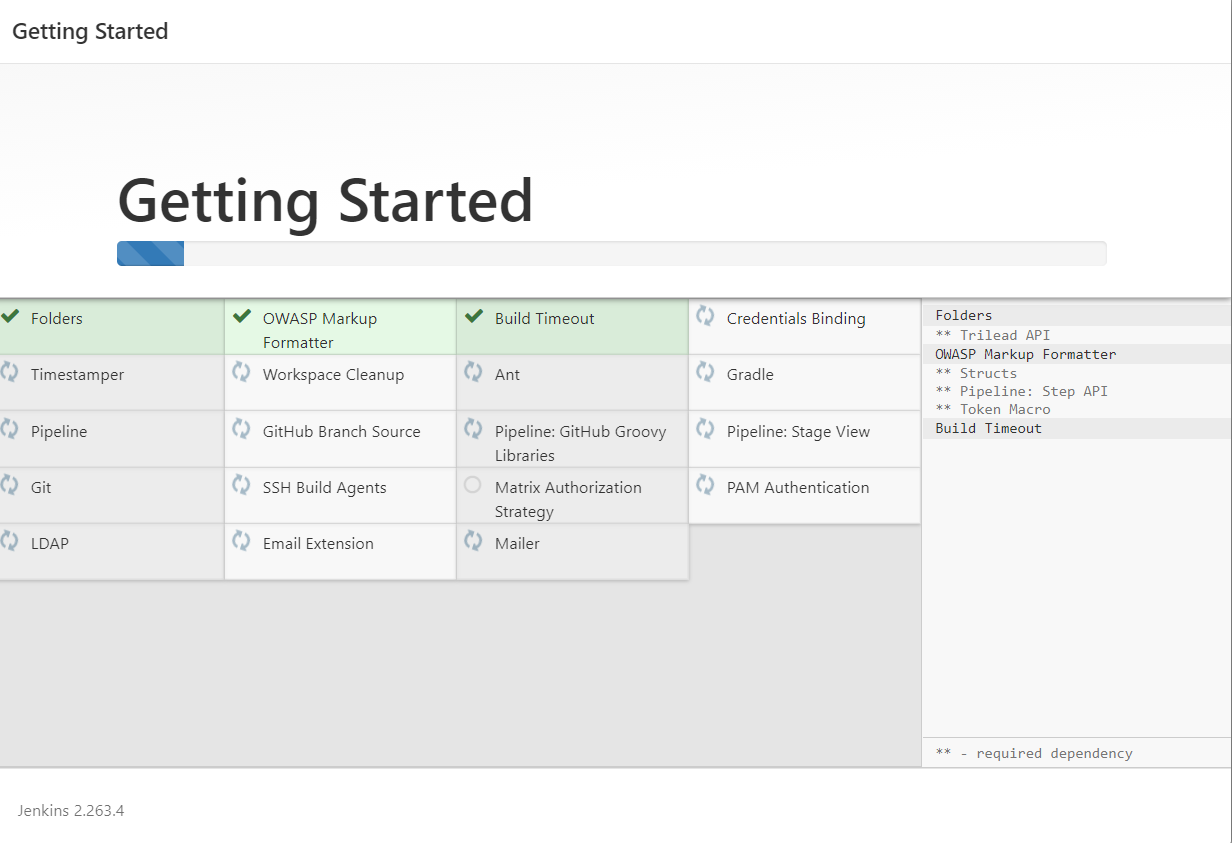 Getting Started
Getting Started
Folders
OWASP Markup
Formatter
Build Timeout
Credentials Binding
Timestamper
Workspace Cleanup
Ant
Gradle
Pipeline
GitHub Branch Source
Pipeline: GitHub Groovy
Libraries
Pipeline: Stage View
Git
SSH Build Agents
Matrix Authorization
Strategy
PAM Authentication
LDAP
Email Extension
Mailer
Folders
** Trilead API
OWASP Markup Formatter
** Structs
** Pipeline: Step API
** Token Macro
Build Timeout
** - required dependency
Jenkins 2.263.4